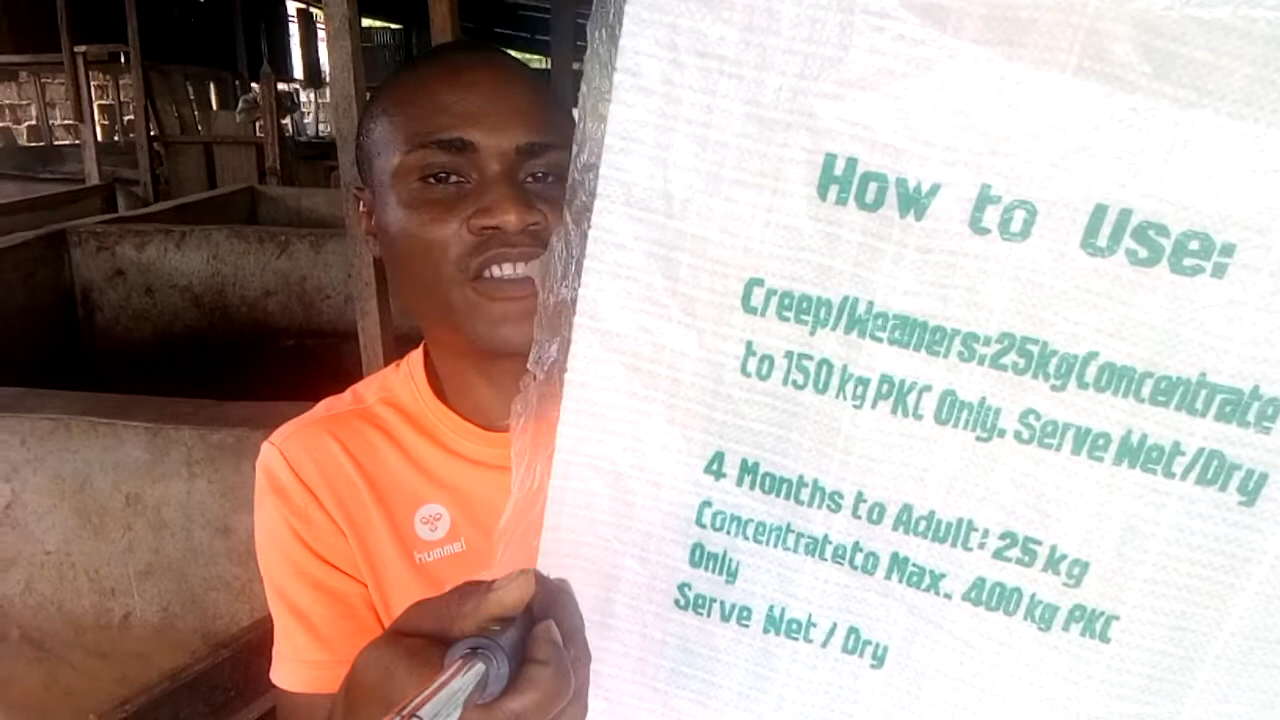 How to Use:
Creep/Weaners:25kgConcentrate
to 150 kg PKC Only. Serve Wet/Dry
4 Months to Adult: 25 kg
Concentrateto Max. 400 kg PKC
Only
Serve Wet / Dry
hummel